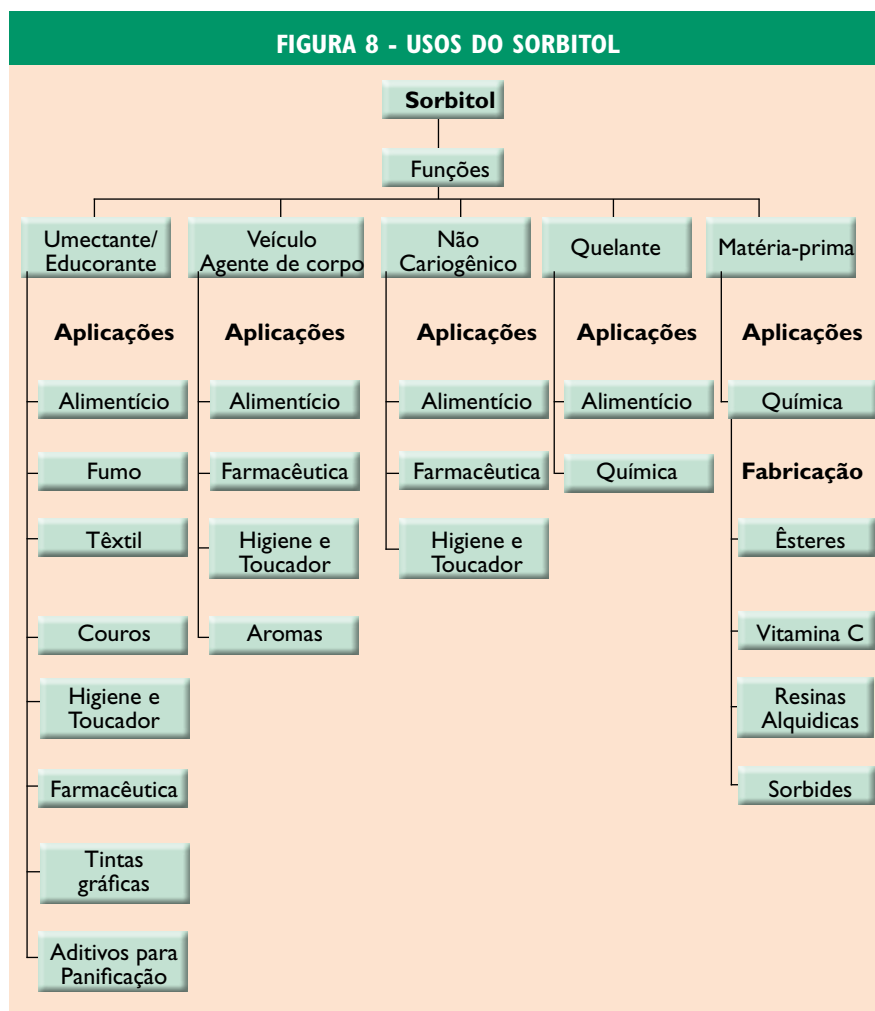 FIGURA 8 - USOS DO SORBITOL
Sorbitol
Funções
Umectante/
Educorante
Veículo
Agente de corpo
Não
Cariogênico
Quelante
Matéria-prima
Aplicações
Aplicações
Aplicações
Aplicações
Aplicações
Alimentício
Alimentício
Alimentício
Alimentício
Química
Fumo
Farmacêutica
Farmacêutica
Química
Fabricação
Têxtil
Higiene e
Toucador
Higiene e
Toucador
Êsteres
Couros
Aromas
Vitamina C
Higiene e
Toucador
Resinas
Alquidicas
Farmacêutica
Sorbides
Tintas
gráficas
Aditivos para
Panificação